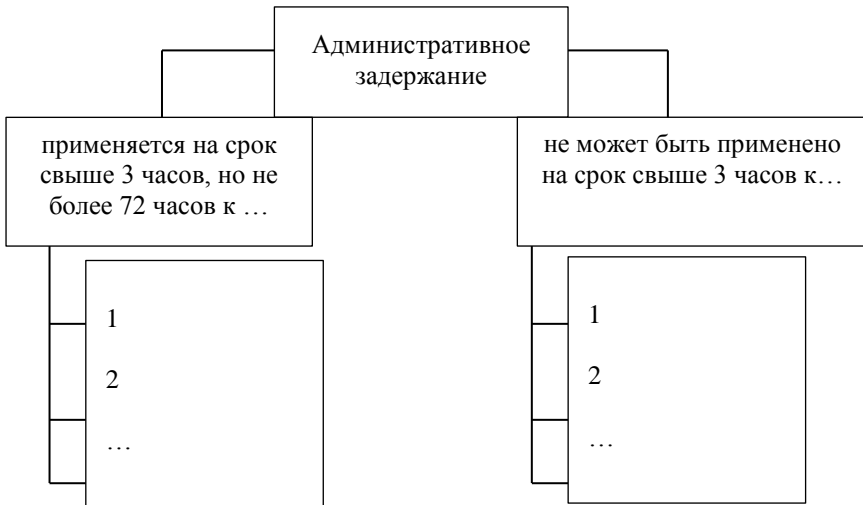 Административное
задержание
применяется на срок
свыше 3 часов, но не
более 72 часов к …
не может быть применено
на срок свыше 3 часов к…
1
2
…
1
2
…